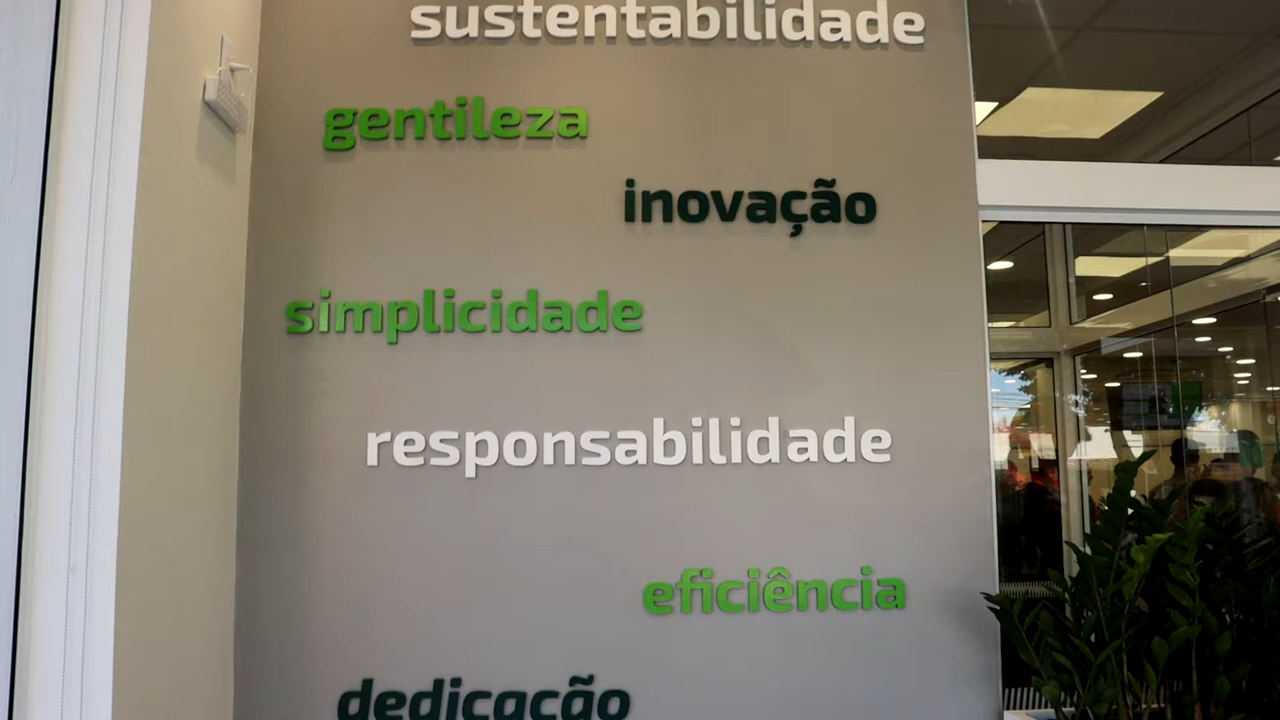 sustentabilidade
gentileza
inovação
simplicidade
responsabilidade
eficiência
dedicação